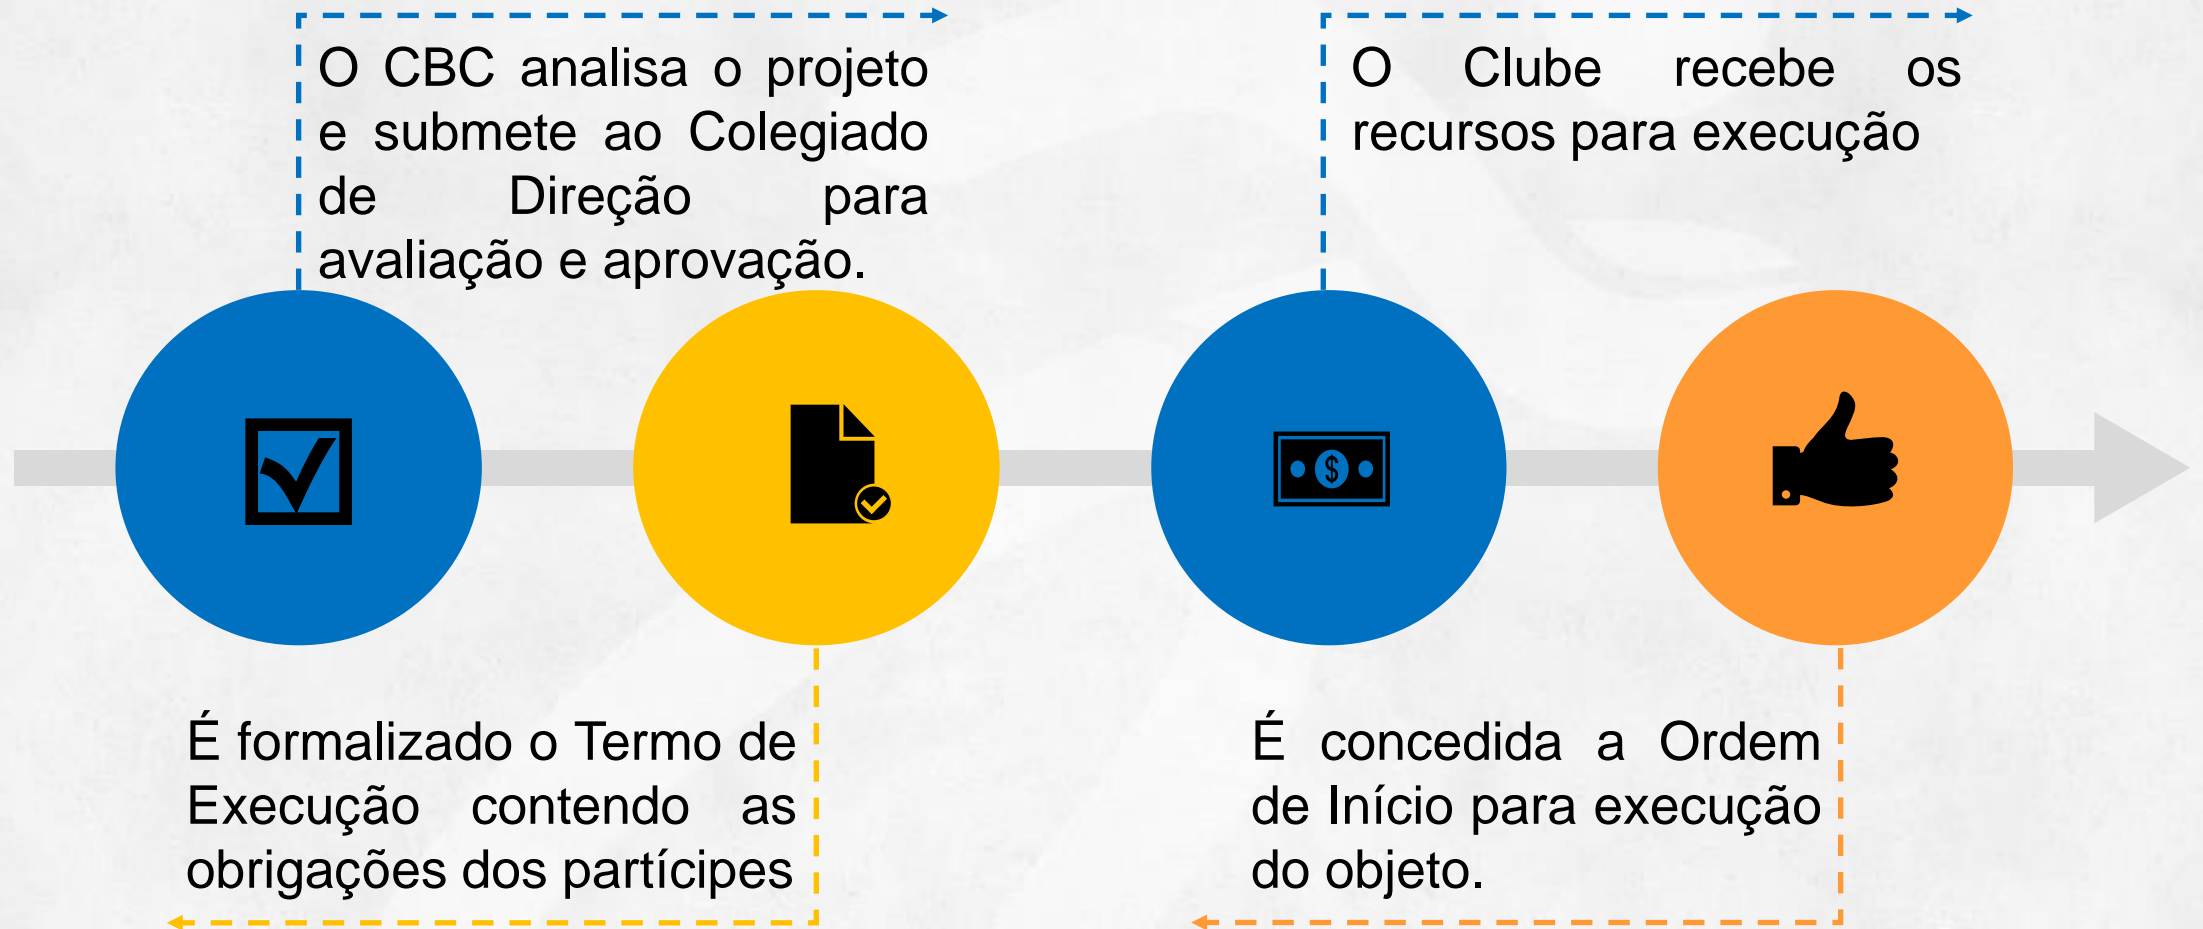 O CBC analisa o projeto
e submete ao Colegiado
de Direção para
avaliação e aprovação.
É formalizado o Termo de
Execução contendo as
obrigações dos partícipes
O Clube recebe os
recursos para execução
$
É concedida a Ordem
de Início para execução
do objeto.